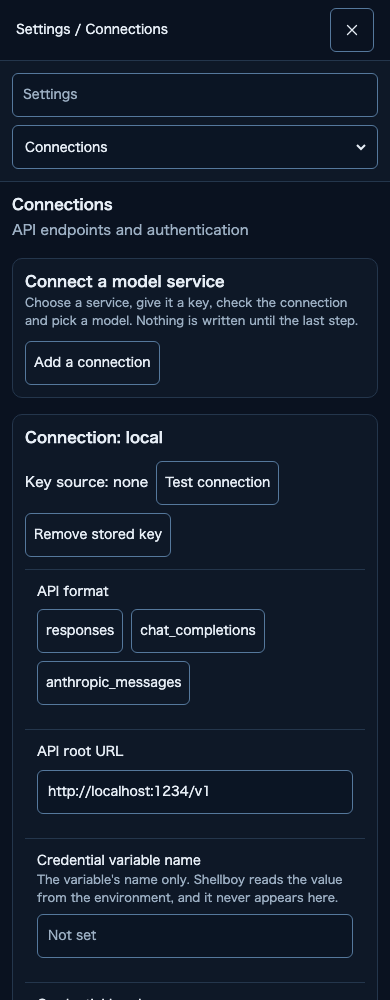 Settings / Connections
Settings
Connections
Connections
API endpoints and authentication
Connect a model service
Choose a service, give it a key, check the connection
and pick a model. Nothing is written until the last step.
Add a connection
Connection: local
Key source: none
Test connection
Remove stored key
API format
responses
chat_completions
anthropic_messages
API root URL
http://localhost:1234/v1
Credential variable name
The variable's name only. Shellboy reads the value
from the environment, and it never appears here.
Not set